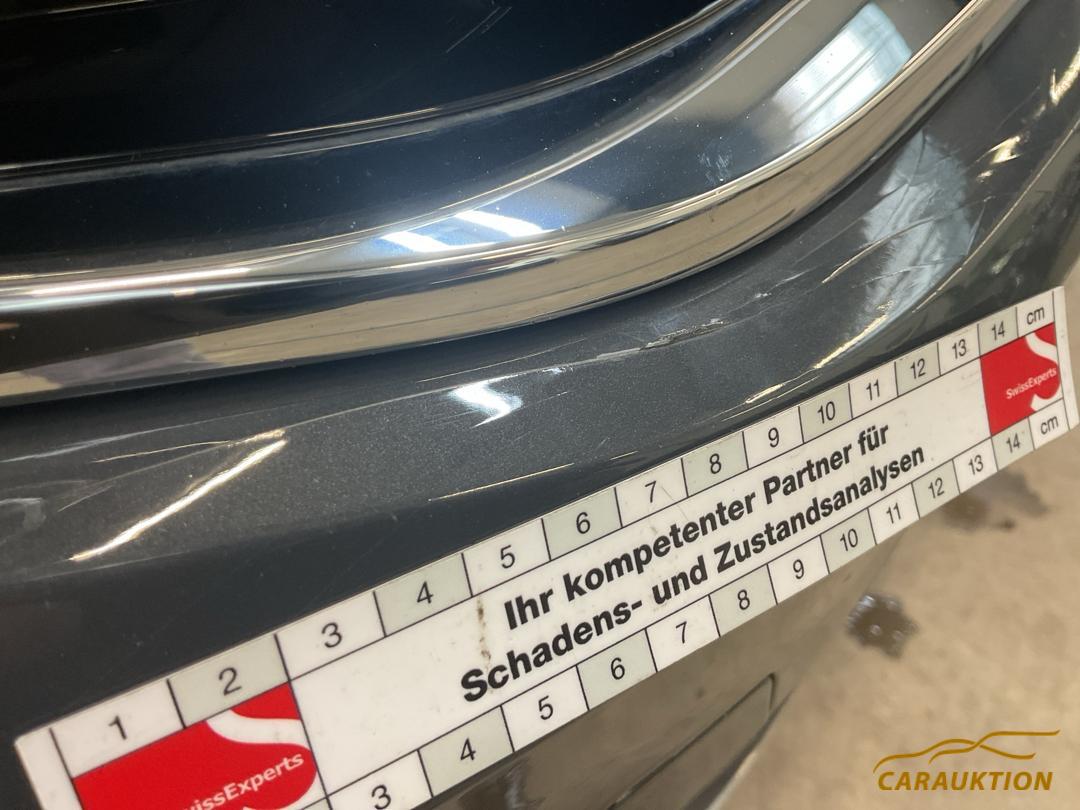 1 2 3 4 5 6 7 8 9 10 11 12 13 14 cm
SwissExperts
Ihr kompetenter Partner für
Schadens- und Zustandsanalysen
SwissExperts
3 4 5 6 7 8 9 10 11 12 13 14 cm
CARAUKTION